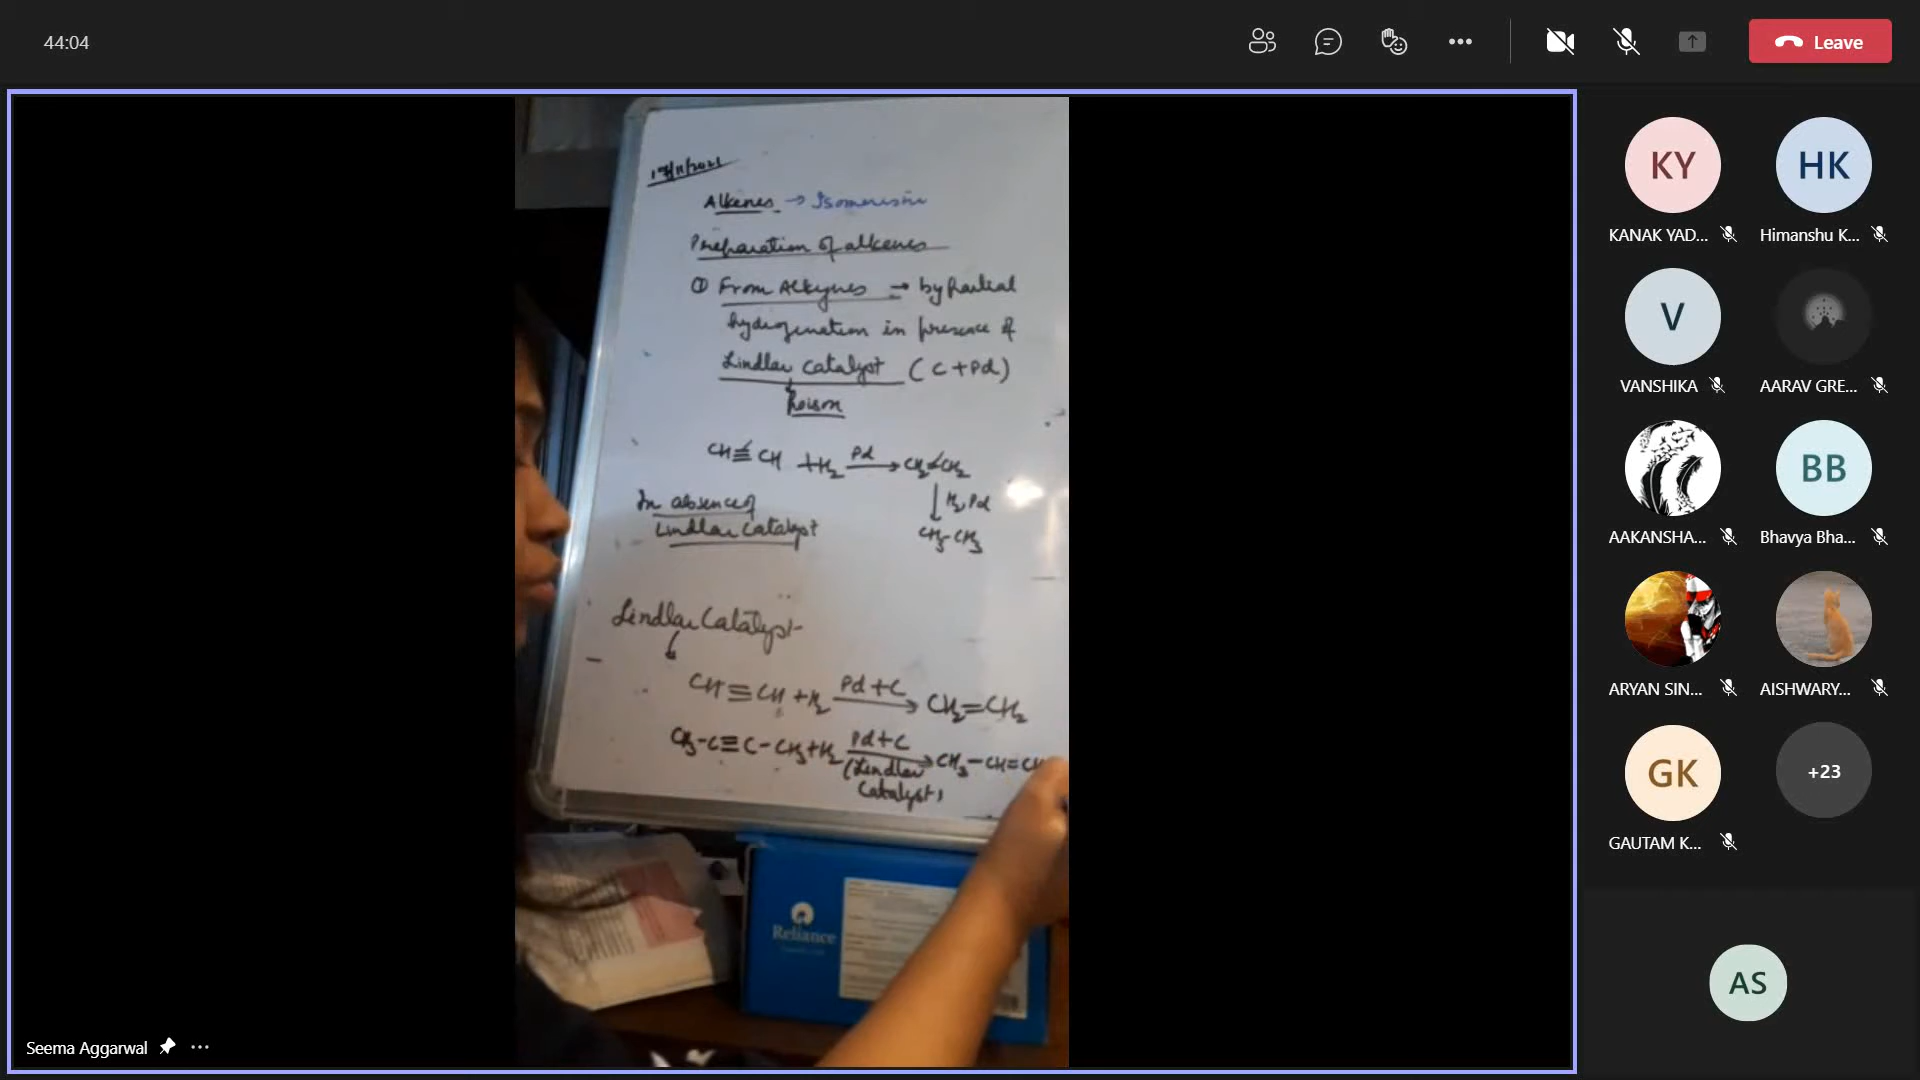 44:04
Leave
17/11/2021
Alkenes → Isomerism
Preparation of alkenes
① From Alkynes → by partial
hydrogenation in presence of
Lindlar catalyst (C+Pd)
Poison
CH≡CH +H₂ Pd → CH₂=CH₂
↓ H₂,Pd
CH₃-CH₃
In absence of
Lindlar catalyst
Lindlar Catalyst
CH≡CH+H₂ Pd+C → CH₂=CH₂
CH₃-C≡C-CH₃+H₂ Pd+C → CH₃-CH=CH
(Lindlar
Catalyst)
Reliance
Seema Aggarwal ...
KY
KANAK YAD...
HK
Himanshu K...
V
VANSHIKA
AARAV GRE...
AAKANSHA...
BB
Bhavya Bha...
ARYAN SIN...
AISHWARY...
GK
GAUTAM K...
+23
AS